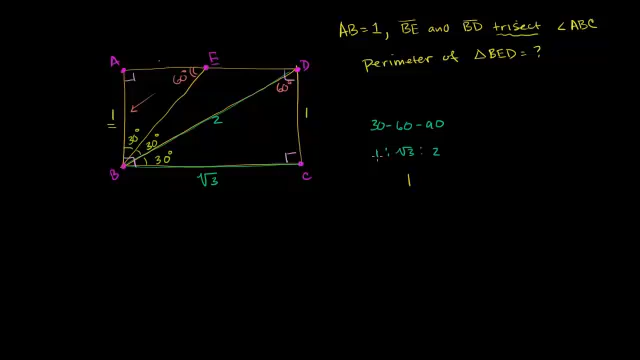 AB=1, BE and BD trisect ∠ABC
Perimeter of △BED=?
A E D
60° 60°
1 2 1
30° 30° 30°
B √3 C
30-60-90
1 : √3 : 2
1